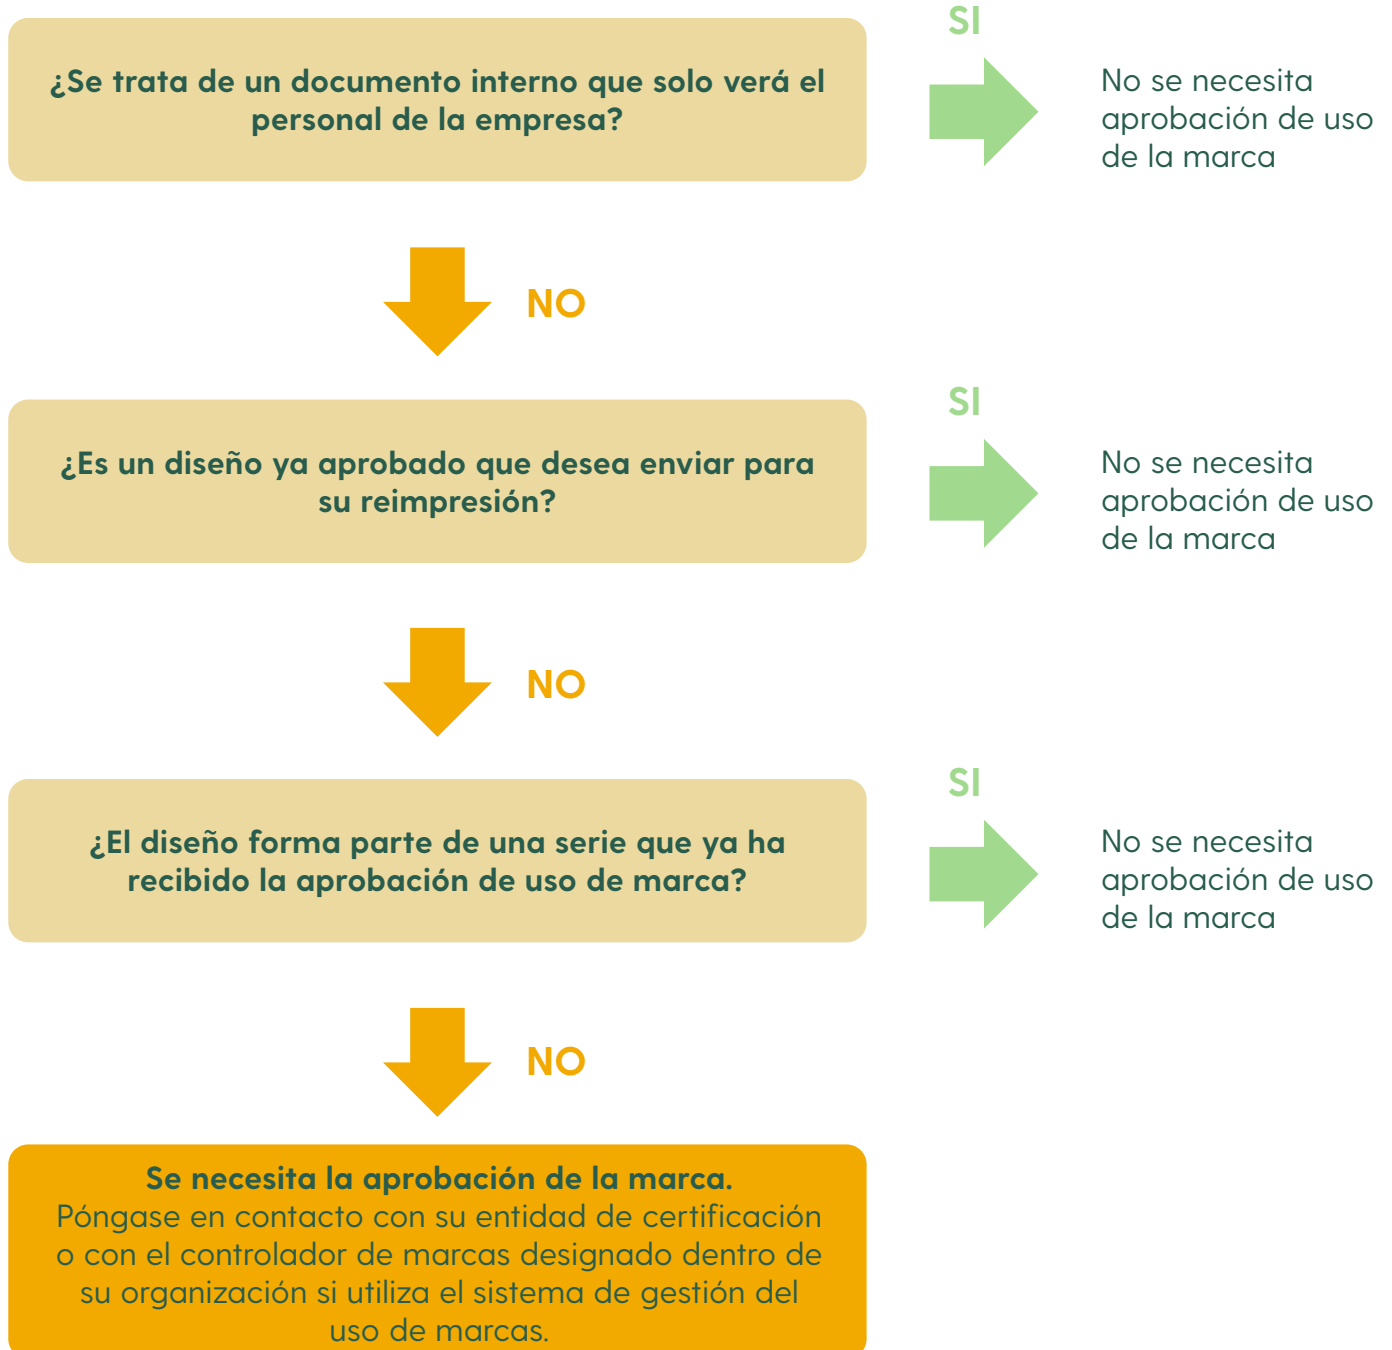 SI
¿Se trata de un documento interno que solo verá el
personal de la empresa?
No se necesita
aprobación de uso
de la marca
NO
SI
¿Es un diseño ya aprobado que desea enviar para
su reimpresión?
No se necesita
aprobación de uso
de la marca
NO
SI
¿El diseño forma parte de una serie que ya ha
recibido la aprobación de uso de marca?
No se necesita
aprobación de uso
de la marca
NO
Se necesita la aprobación de la marca.
Póngase en contacto con su entidad de certificación
o con el controlador de marcas designado dentro de
su organización si utiliza el sistema de gestión del
uso de marcas.